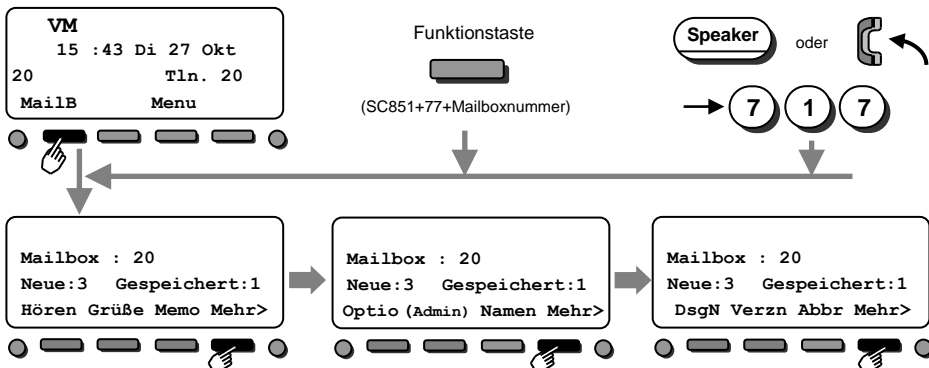 VM
15 :43 Di 27 Okt
20 Tln. 20
MailB Menu
Funktionstaste
(SC851+77+Mailboxnummer)
Speaker oder
7 1 7
Mailbox : 20
Neue:3 Gespeichert:1
Hören Grüße Memo Mehr>
Mailbox : 20
Neue:3 Gespeichert:1
Optio (Admin) Namen Mehr>
Mailbox : 20
Neue:3 Gespeichert:1
DsgN Verzn Abbr Mehr>